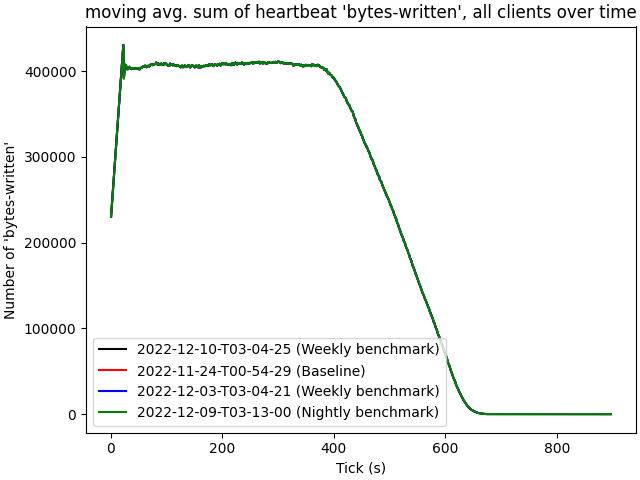 moving avg. sum of heartbeat 'bytes-written', all clients over time
Number of 'bytes-written'
400000
300000
200000
100000
0
2022-12-10-T03-04-25 (Weekly benchmark)
2022-11-24-T00-54-29 (Baseline)
2022-12-03-T03-04-21 (Weekly benchmark)
2022-12-09-T03-13-00 (Nightly benchmark)
0 200 400 600 800
Tick (s)